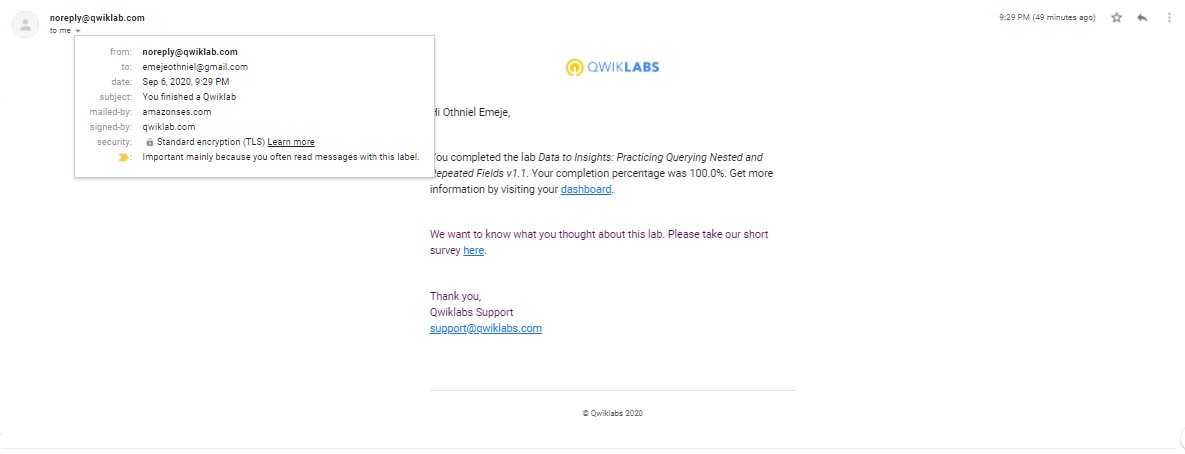 noreply@qwiklab.com
9:29 PM (49 minutes ago)
to me
from: noreply@qwiklab.com
to: emejeothniel@gmail.com
date: Sep 6, 2020, 9:29 PM
subject: You finished a Qwiklab
mailed-by: amazonses.com
signed-by: qwiklab.com
security: Standard encryption (TLS) Learn more
Important mainly because you often read messages with this label.
QWIKLABS
Hi Othniel Emeje,
You completed the lab Data to Insights: Practicing Querying Nested and
Repeated Fields v1.1. Your completion percentage was 100.0%. Get more
information by visiting your dashboard.
We want to know what you thought about this lab. Please take our short
survey here.
Thank you,
Qwiklabs Support
support@qwiklabs.com
© Qwiklabs 2020